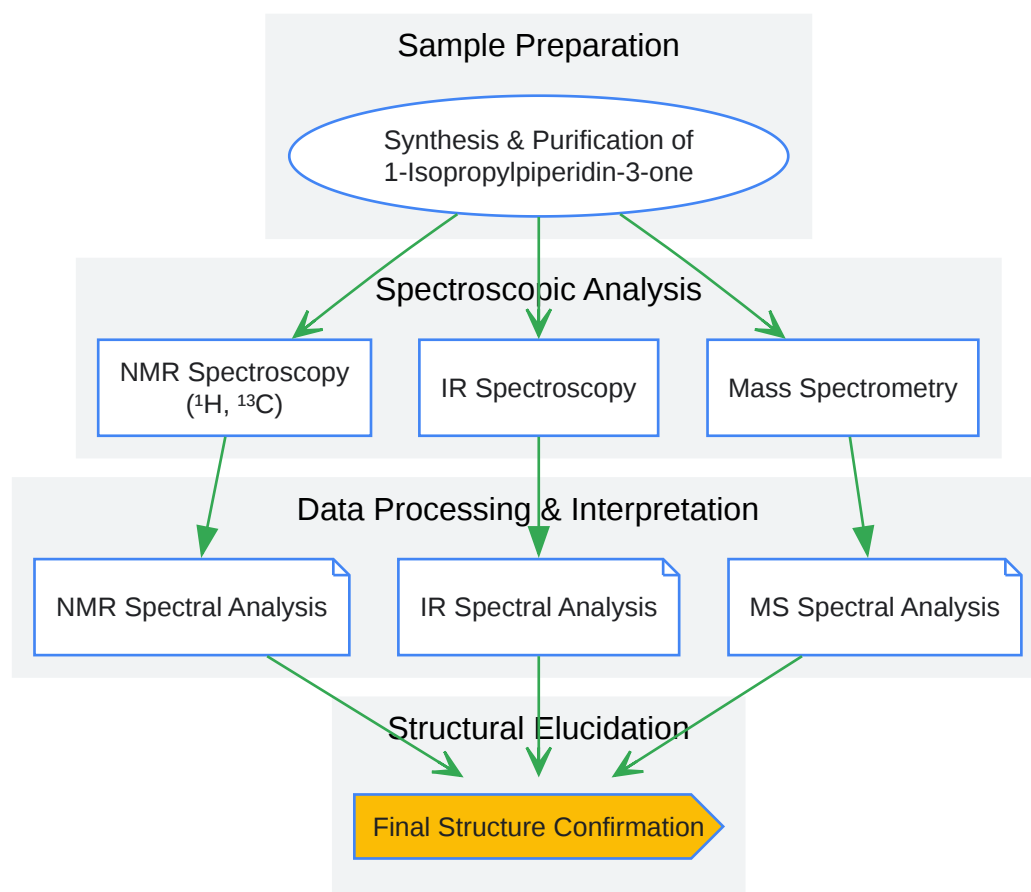 Sample Preparation
Synthesis & Purification of
1-Isopropylpiperidin-3-one
Spectroscopic Analysis
NMR Spectroscopy
(¹H, ¹³C)
IR Spectroscopy
Mass Spectrometry
Data Processing & Interpretation
NMR Spectral Analysis
IR Spectral Analysis
MS Spectral Analysis
Structural Elucidation
Final Structure Confirmation